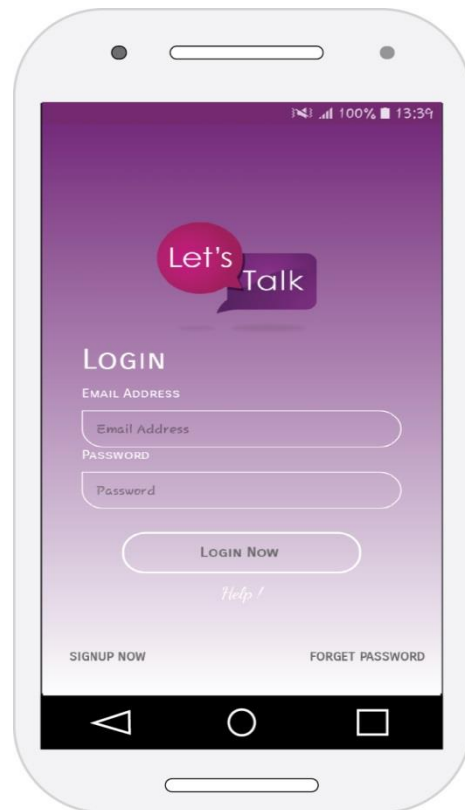 100% 13:39
Let's
Talk
LOGIN
EMAIL ADDRESS
Email Address
PASSWORD
Password
LOGIN NOW
Help !
SIGNUP NOW
FORGET PASSWORD